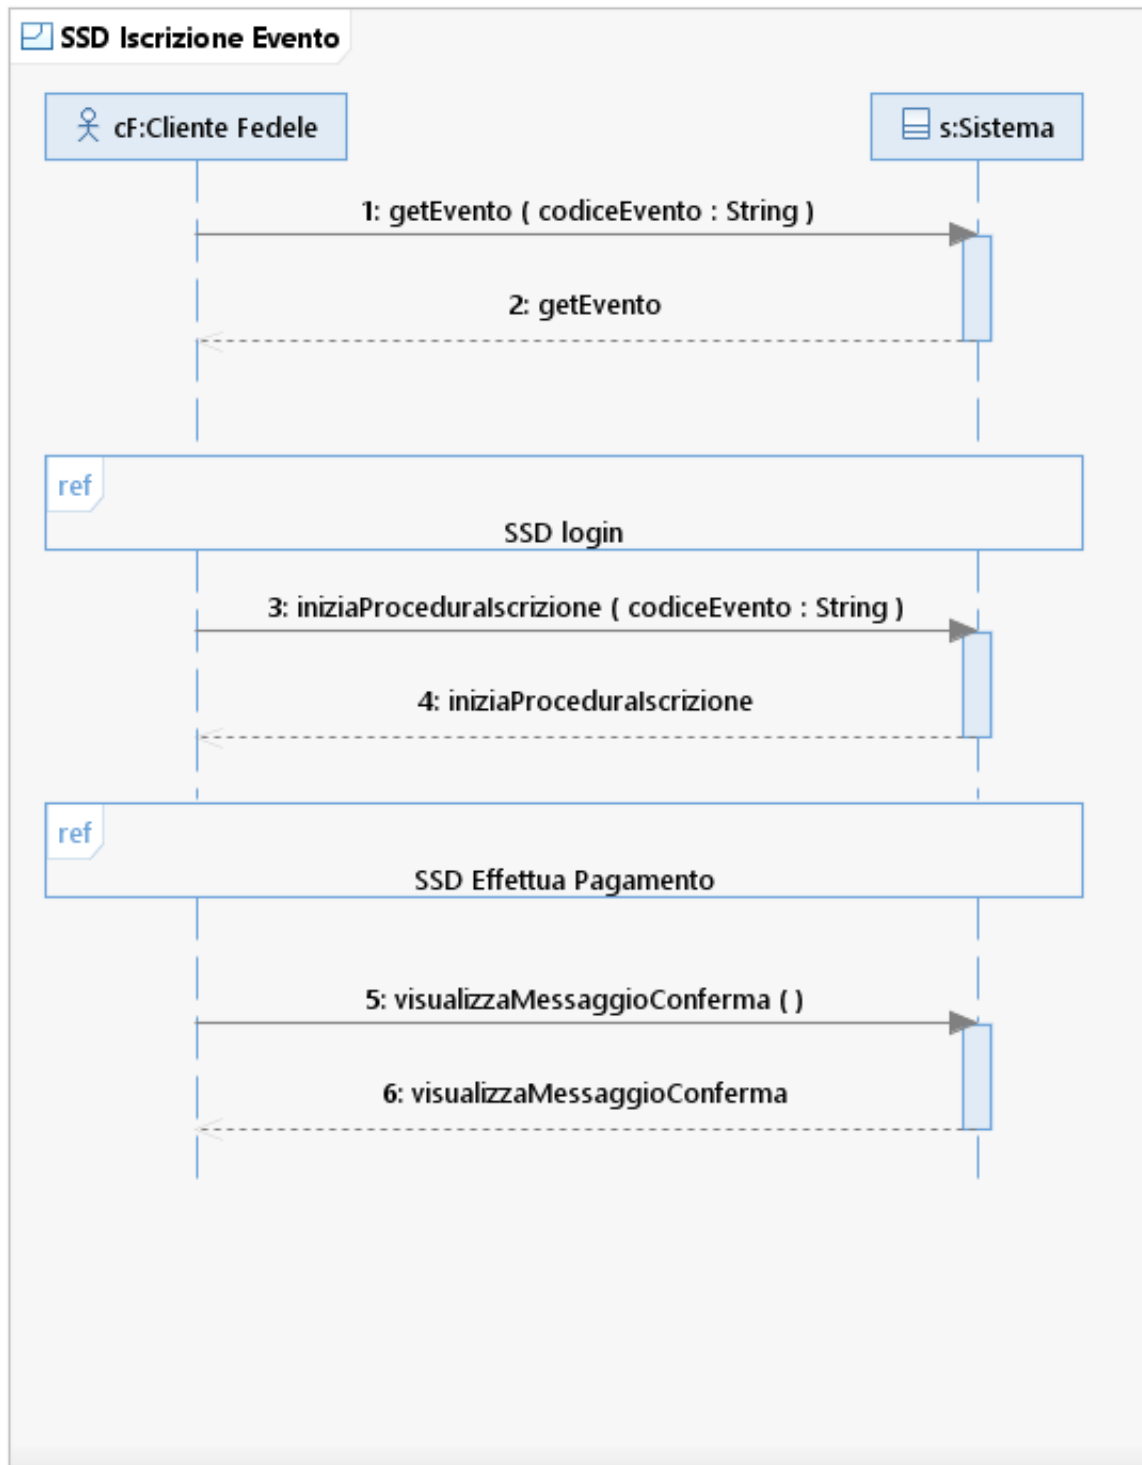 SSD Iscrizione Evento
cF:Cliente Fedele
s:Sistema
1: getEvento ( codiceEvento : String )
2: getEvento
ref
SSD login
3: iniziaProceduraIscrizione ( codiceEvento : String )
4: iniziaProceduraIscrizione
ref
SSD Effettua Pagamento
5: visualizzaMessaggioConferma ( )
6: visualizzaMessaggioConferma